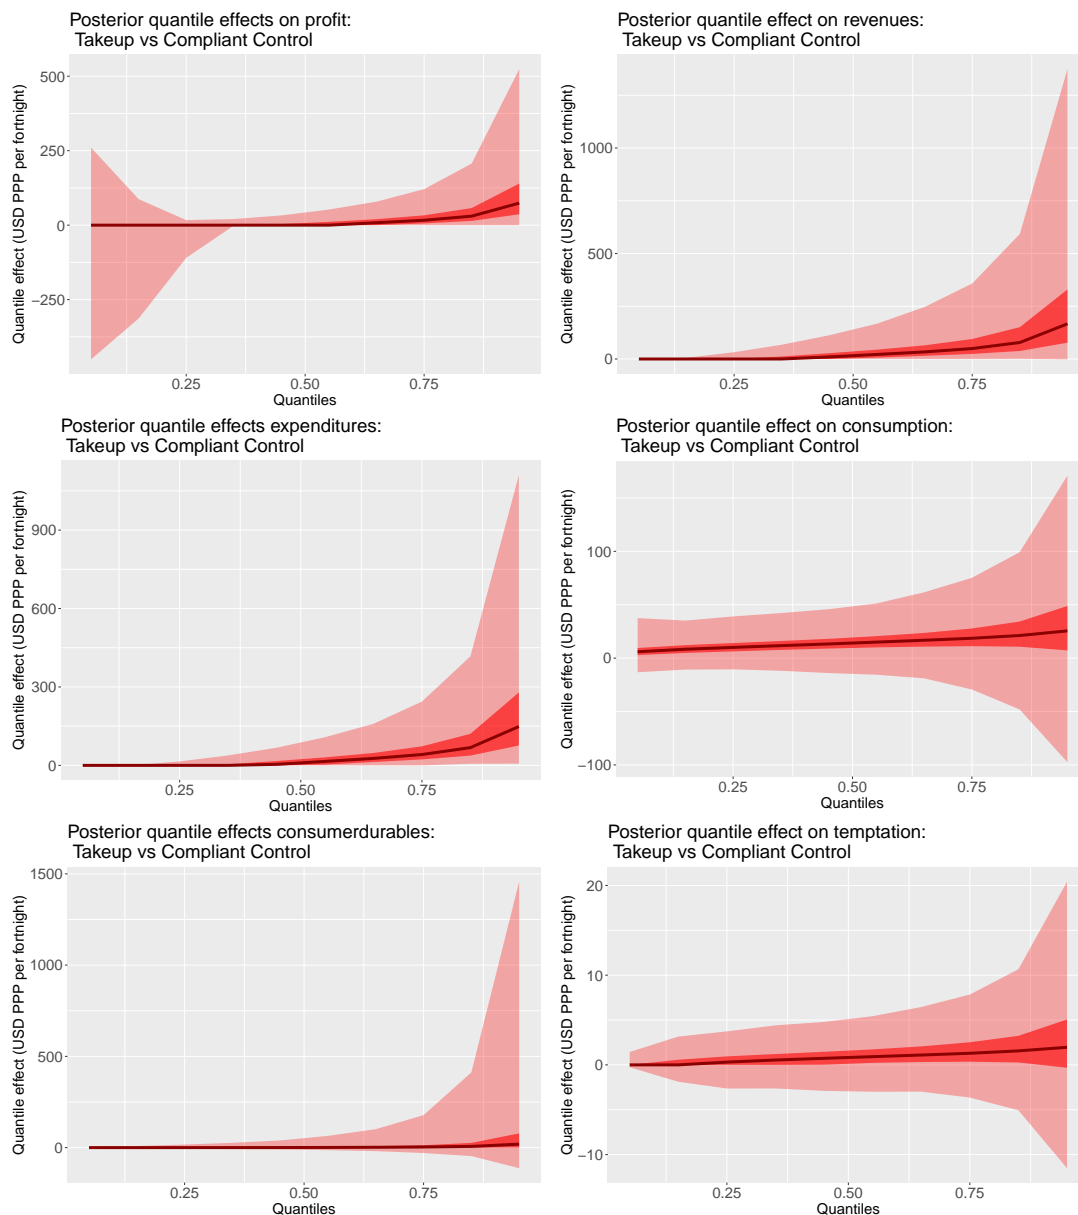 Posterior quantile effects on profit:
Takeup vs Compliant Control
Quantile effect (USD PPP per fortnight)
500
250
0
−250
0.25
0.50
0.75
Quantiles
Posterior quantile effect on revenues:
Takeup vs Compliant Control
Quantile effect (USD PPP per fortnight)
1000
500
0
0.25
0.50
0.75
Quantiles
Posterior quantile effects expenditures:
Takeup vs Compliant Control
Quantile effect (USD PPP per fortnight)
900
600
300
0
0.25
0.50
0.75
Quantiles
Posterior quantile effect on consumption:
Takeup vs Compliant Control
Quantile effect (USD PPP per fortnight)
100
0
−100
0.25
0.50
0.75
Quantiles
Posterior quantile effects consumerdurables:
Takeup vs Compliant Control
Quantile effect (USD PPP per fortnight)
1500
1000
500
0
0.25
0.50
0.75
Quantiles
Posterior quantile effect on temptation:
Takeup vs Compliant Control
Quantile effect (USD PPP per fortnight)
20
10
0
−10
0.25
0.50
0.75
Quantiles